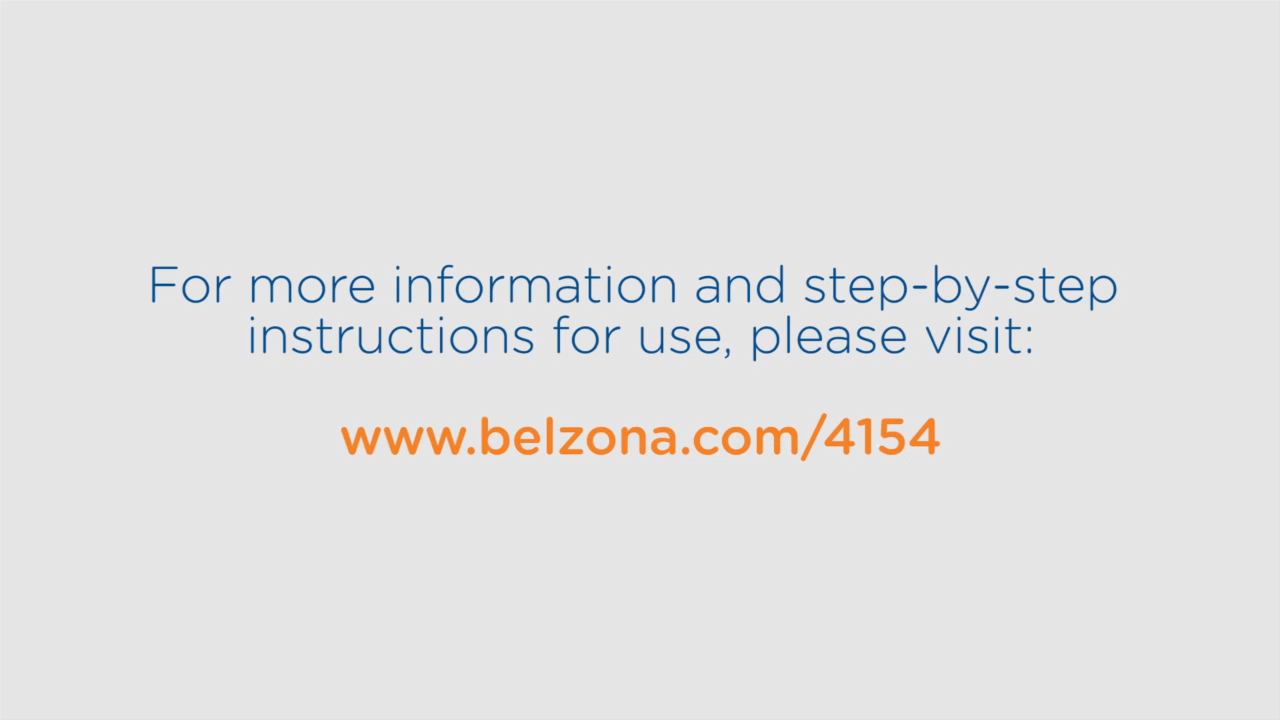 For more information and step-by-step
instructions for use, please visit:
www.belzona.com/4154